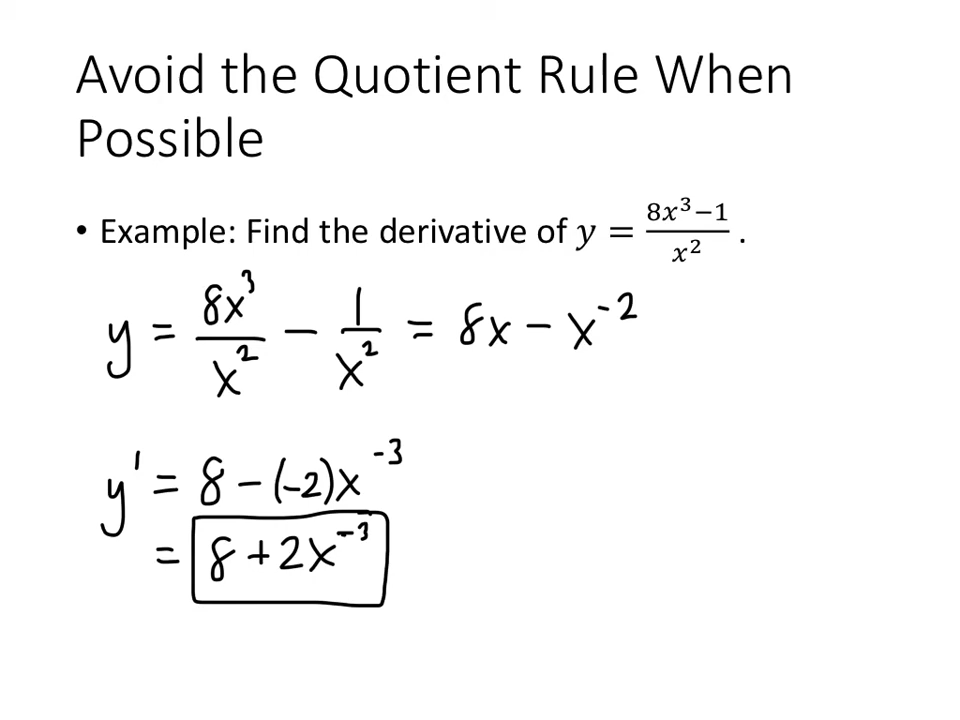 Avoid the Quotient Rule When
Possible
• Example: Find the derivative of y = (8x³−1)/x² .
y = 8x³/x² − 1/x² = 8x − x⁻²
y' = 8 − (−2)x⁻³
= 8 + 2x⁻³